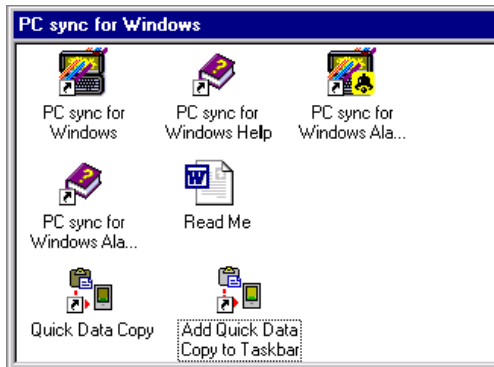 PC sync for Windows
PC sync for
Windows
PC sync for
Windows Help
PC sync for
Windows Ala...
PC sync for
Windows Ala...
Read Me
Quick Data Copy
Add Quick Data
Copy to Taskbar